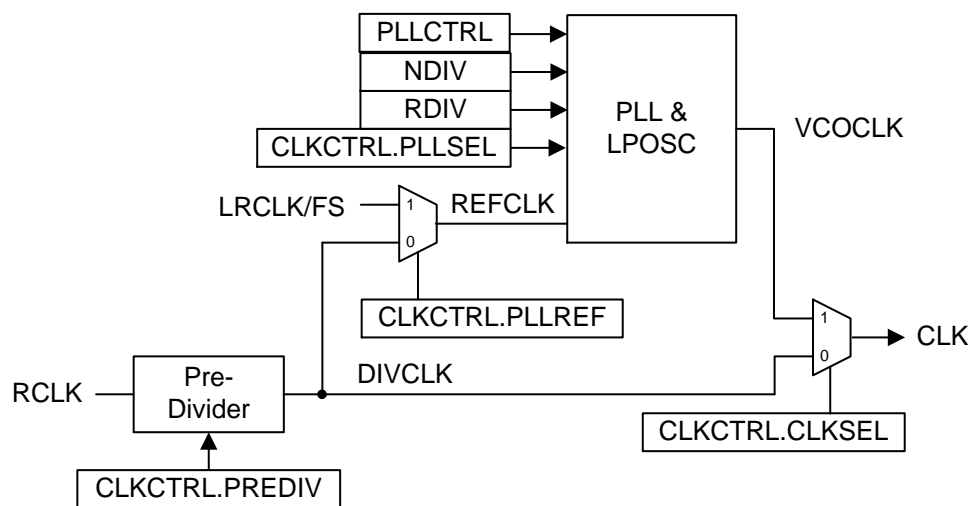 PLLCTRL
NDIV
RDIV
CLKCTRL.PLLSEL
PLL &
LPOSC
VCOCLK
LRCLK/FS
1
0
REFCLK
CLKCTRL.PLLREF
1
0
CLK
RCLK
Pre-
Divider
DIVCLK
CLKCTRL.CLKSEL
CLKCTRL.PREDIV